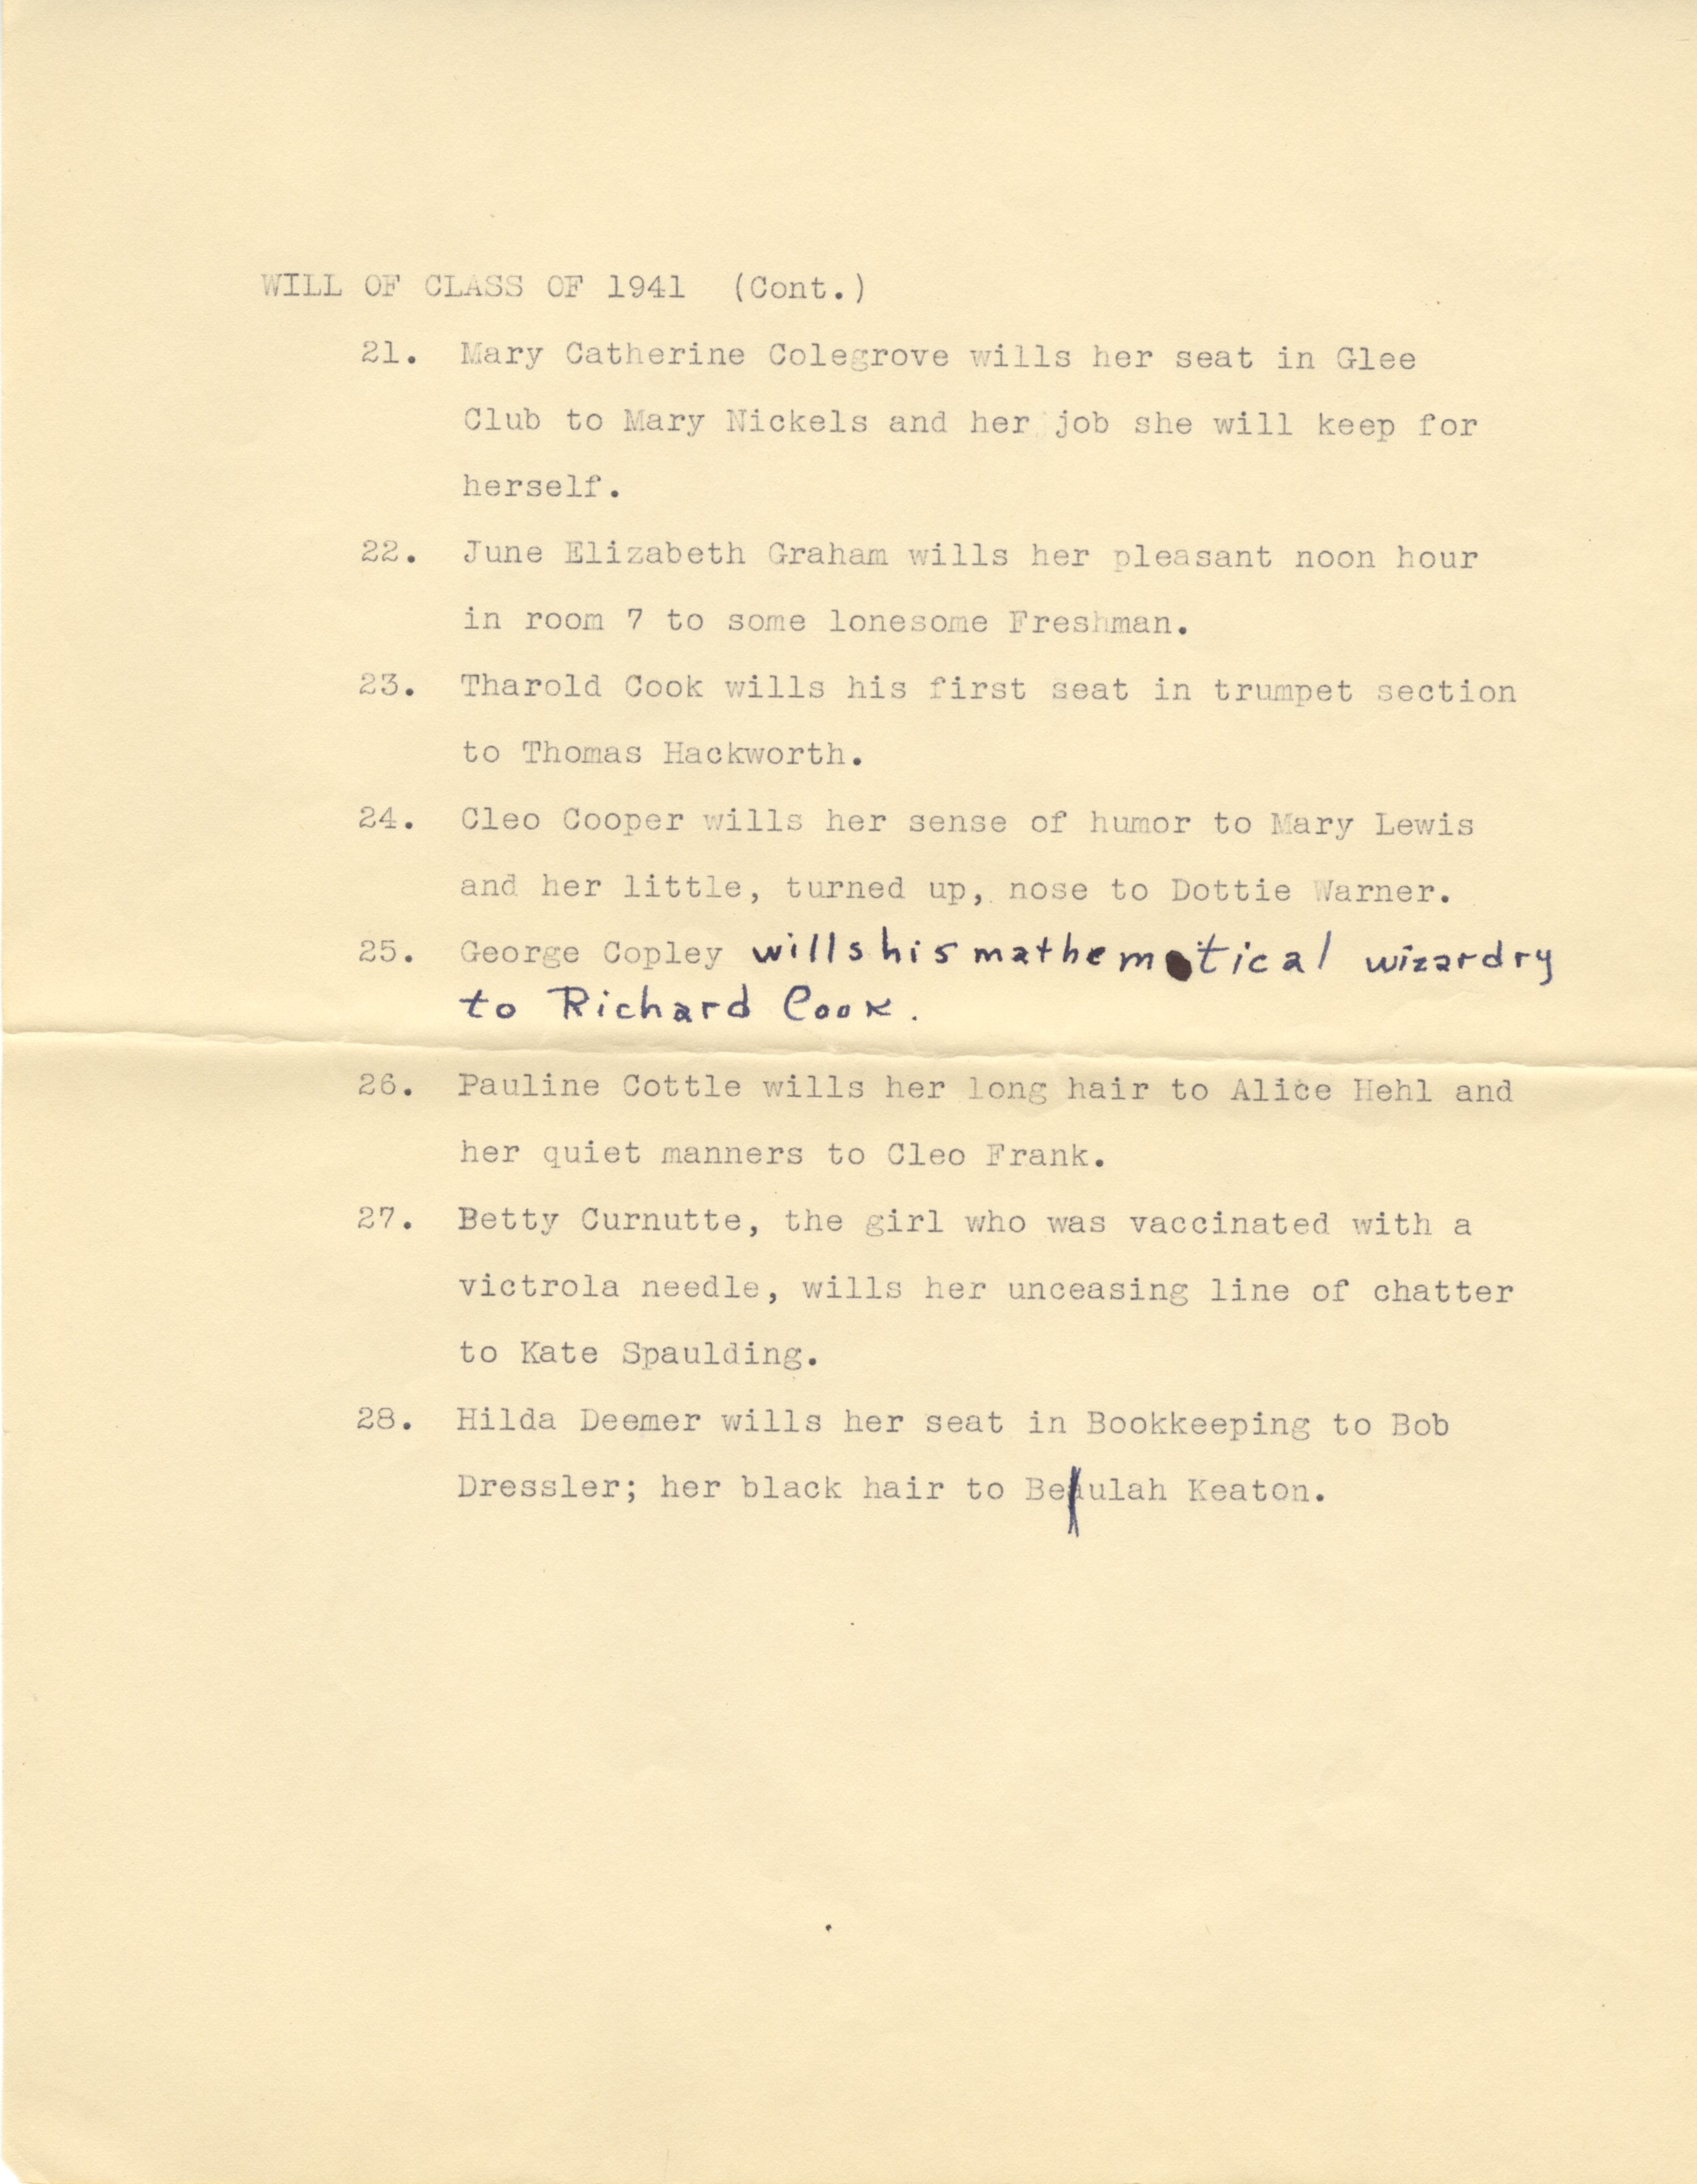 WILL OF CLASS OF 1941 (Cont.)
21. Mary Catherine Colegrove wills her seat in Glee
Club to Mary Nickels and her job she will keep for
herself.
22. June Elizabeth Graham wills her pleasant noon hour
in room 7 to some lonesome Freshman.
23. Tharold Cook wills his first seat in trumpet section
to Thomas Hackworth.
24. Cleo Cooper wills her sense of humor to Mary Lewis
and her little, turned up, nose to Dottie Warner.
25. George Copley wills his mathematical wizardry
to Richard Cook.
26. Pauline Cottle wills her long hair to Alice Hehl and
her quiet manners to Cleo Frank.
27. Betty Curnutte, the girl who was vaccinated with a
victrola needle, wills her unceasing line of chatter
to Kate Spaulding.
28. Hilda Deemer wills her seat in Bookkeeping to Bob
Dressler; her black hair to Beulah Keaton.